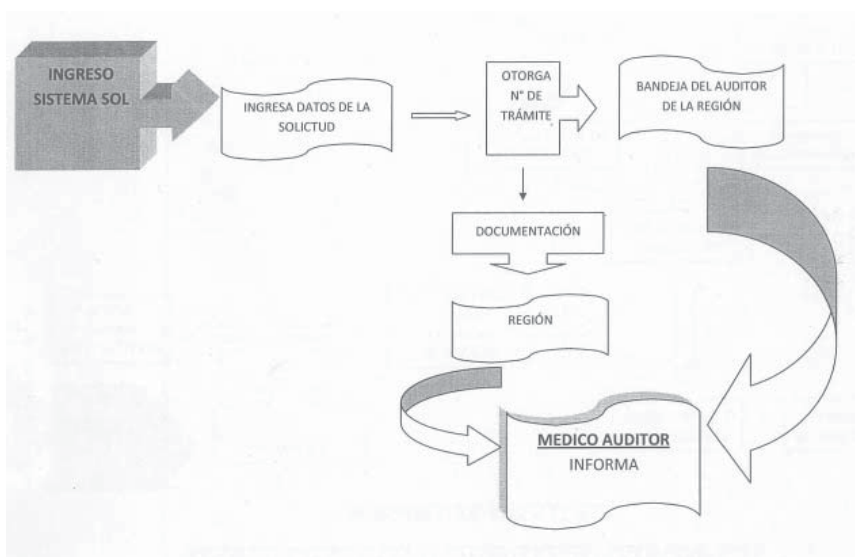 INGRESO
SISTEMA SOL
INGRESA DATOS DE LA
SOLICTUD
OTORGA
N° DE
TRÁMITE
BANDEJA DEL AUDITOR
DE LA REGIÓN
DOCUMENTACIÓN
REGIÓN
MEDICO AUDITOR
INFORMA